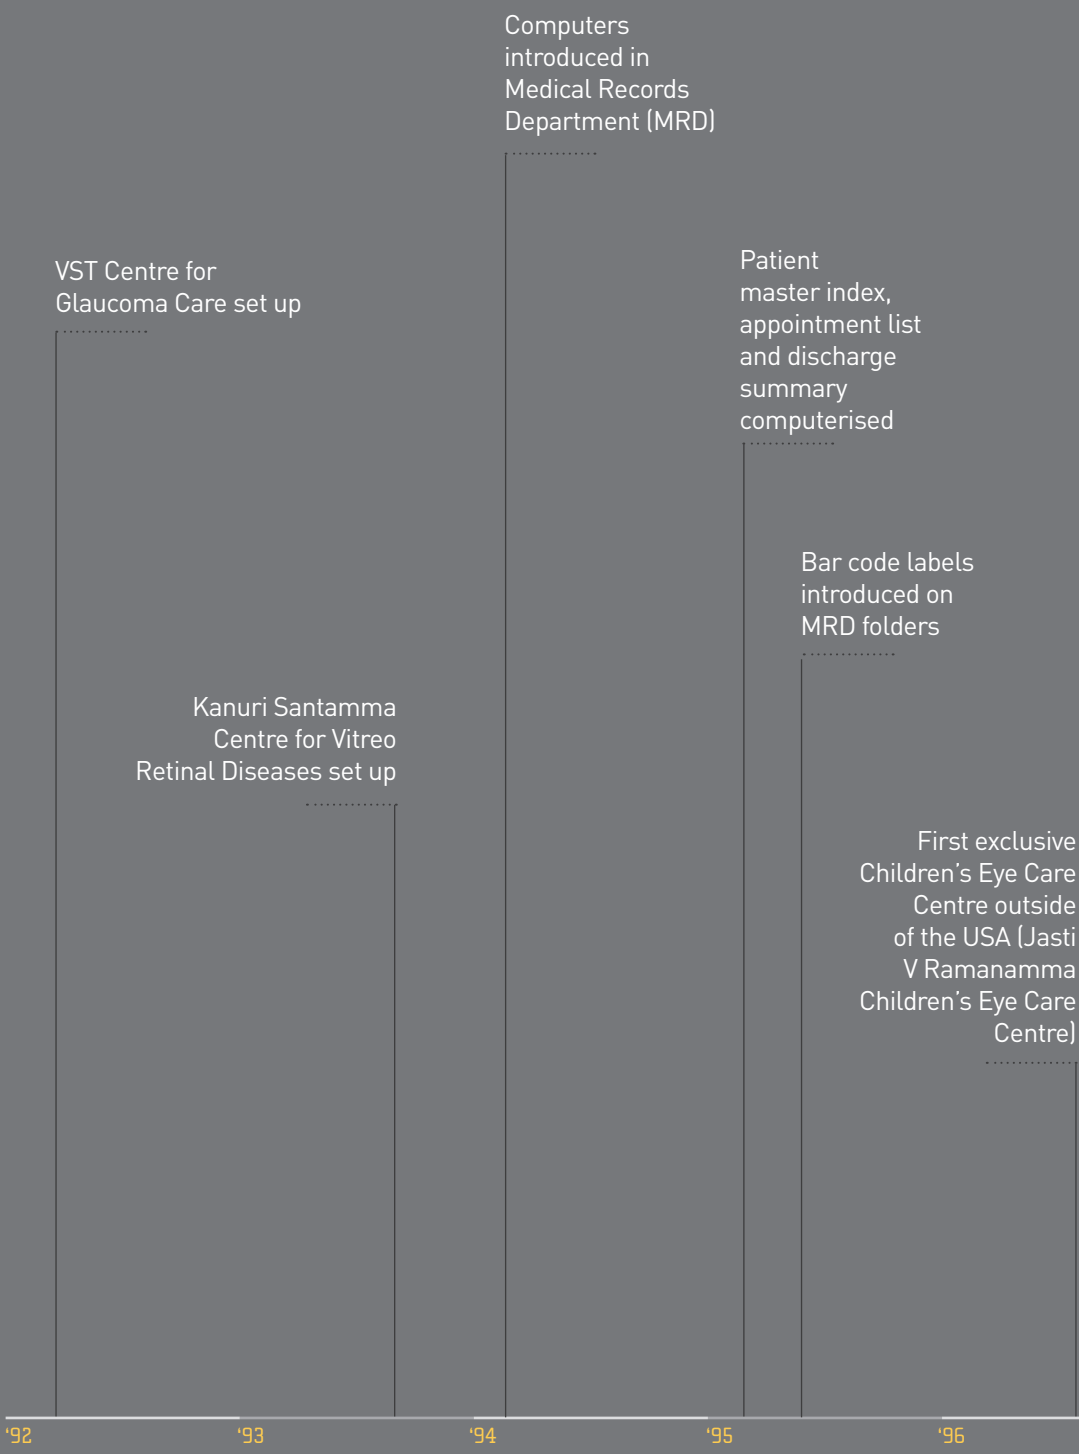 Computers
introduced in
Medical Records
Department (MRD)
VST Centre for
Glaucoma Care set up
Patient
master index,
appointment list
and discharge
summary
computerised
Bar code labels
introduced on
MRD folders
Kanuri Santamma
Centre for Vitreo
Retinal Diseases set up
First exclusive
Children’s Eye Care
Centre outside
of the USA (Jasti
V Ramanamma
Children’s Eye Care
Centre)
‘92 ‘93 ‘94 ‘95 ‘96